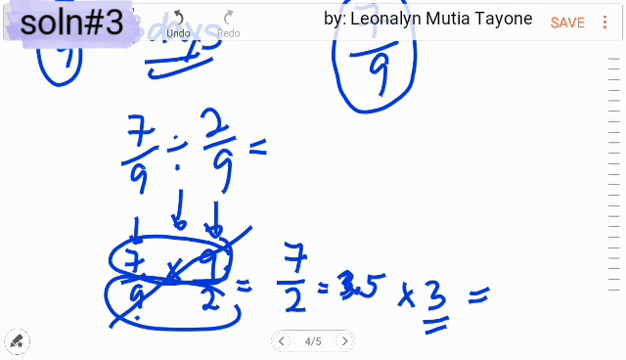 soln#3
days
Undo
Redo
by: Leonalyn Mutia Tayone
SAVE
7/9
7/9 ÷ 2/9 =
7/9 × 9/2 = 7/2 = 3.5 × 3 =
4/5